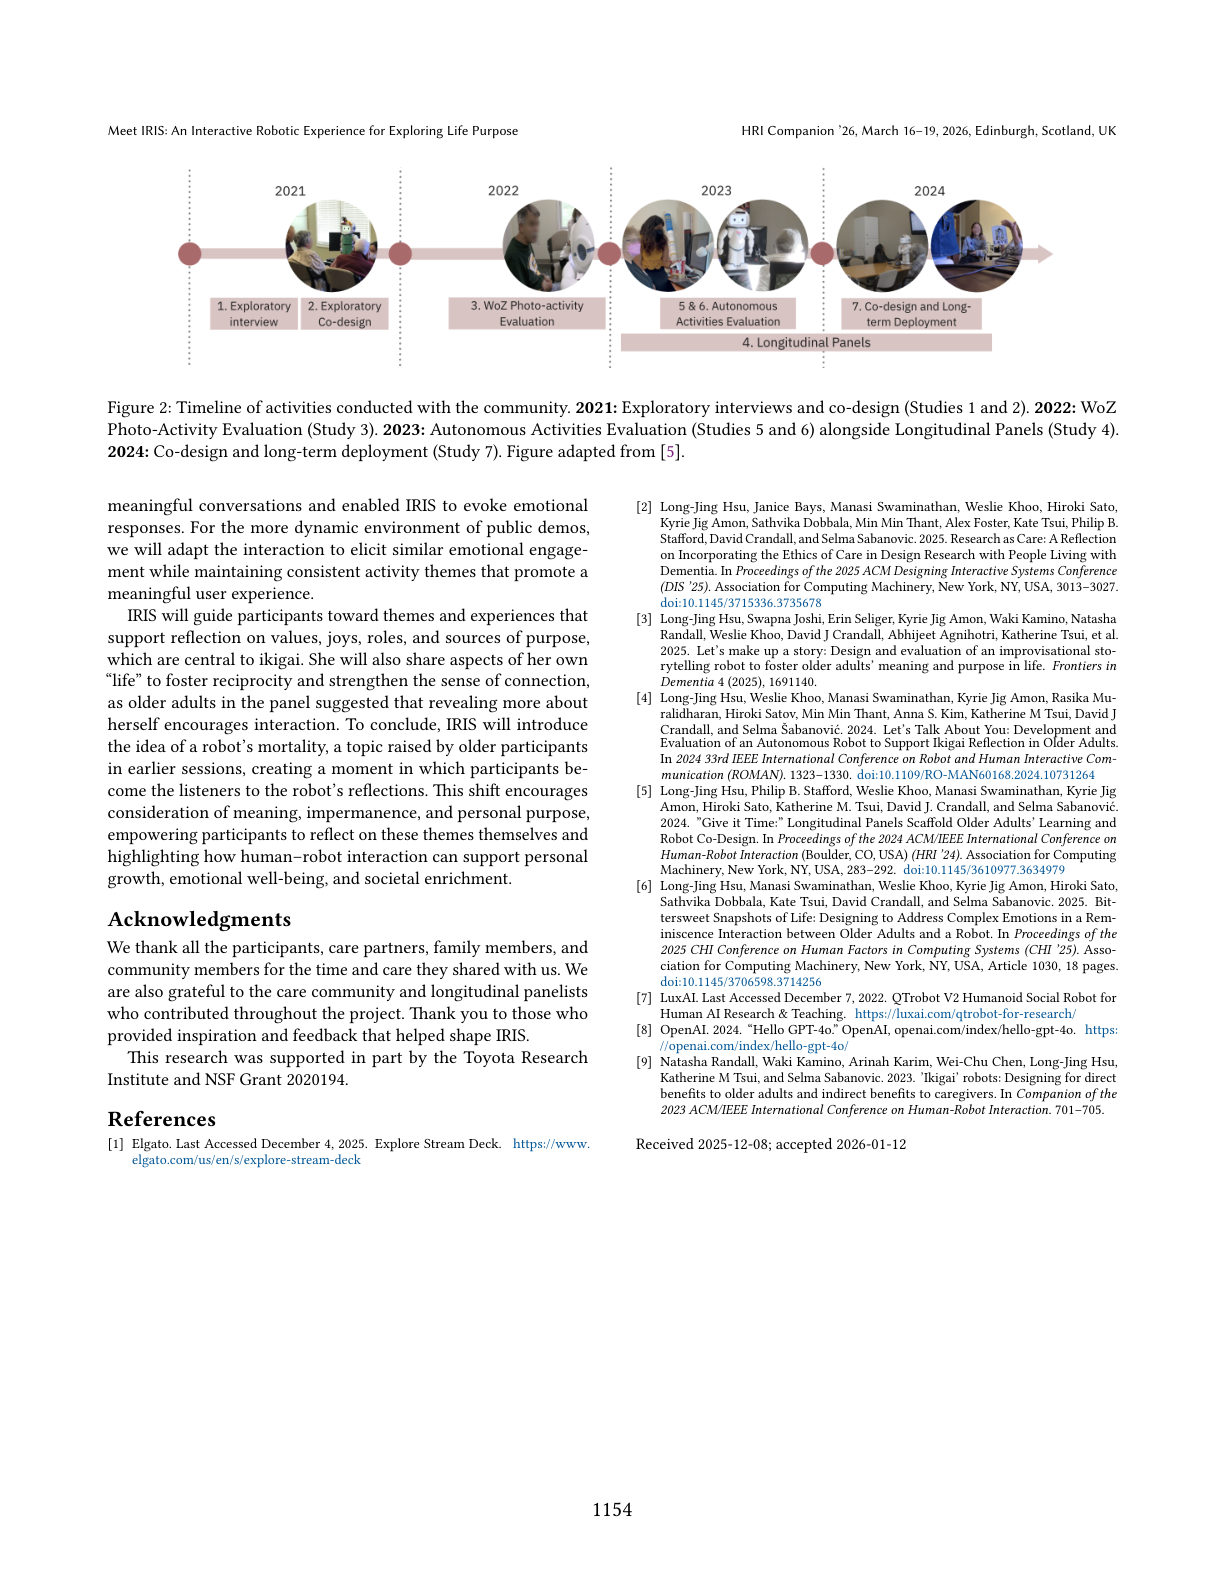 Meet IRIS: An Interactive Robotic Experience for Exploring Life Purpose
HRI Companion '26, March 16–19, 2026, Edinburgh, Scotland, UK
2021
2022
2023
2024
1. Exploratory
interview
2. Exploratory
Co-design
3. WoZ Photo-activity
Evaluation
5 & 6. Autonomous
Activities Evaluation
7. Co-design and Long-
term Deployment
4. Longitudinal Panels
Figure 2: Timeline of activities conducted with the community. 2021: Exploratory interviews and co-design (Studies 1 and 2). 2022: WoZ
Photo-Activity Evaluation (Study 3). 2023: Autonomous Activities Evaluation (Studies 5 and 6) alongside Longitudinal Panels (Study 4).
2024: Co-design and long-term deployment (Study 7). Figure adapted from [5].
meaningful conversations and enabled IRIS to evoke emotional
responses. For the more dynamic environment of public demos,
we will adapt the interaction to elicit similar emotional engage-
ment while maintaining consistent activity themes that promote a
meaningful user experience.
IRIS will guide participants toward themes and experiences that
support reflection on values, joys, roles, and sources of purpose,
which are central to ikigai. She will also share aspects of her own
“life” to foster reciprocity and strengthen the sense of connection,
as older adults in the panel suggested that revealing more about
herself encourages interaction. To conclude, IRIS will introduce
the idea of a robot's mortality, a topic raised by older participants
in earlier sessions, creating a moment in which participants be-
come the listeners to the robot's reflections. This shift encourages
consideration of meaning, impermanence, and personal purpose,
empowering participants to reflect on these themes themselves and
highlighting how human–robot interaction can support personal
growth, emotional well-being, and societal enrichment.
Acknowledgments
We thank all the participants, care partners, family members, and
community members for the time and care they shared with us. We
are also grateful to the care community and longitudinal panelists
who contributed throughout the project. Thank you to those who
provided inspiration and feedback that helped shape IRIS.
This research was supported in part by the Toyota Research
Institute and NSF Grant 2020194.
References
[1] Elgato. Last Accessed December 4, 2025. Explore Stream Deck. https://www.
elgato.com/us/en/s/explore-stream-deck
[2] Long-Jing Hsu, Janice Bays, Manasi Swaminathan, Weslie Khoo, Hiroki Sato,
Kyrie Jig Amon, Sathvika Dobbala, Min Min Thant, Alex Foster, Kate Tsui, Philip B.
Stafford, David Crandall, and Selma Sabanovic. 2025. Research as Care: A Reflection
on Incorporating the Ethics of Care in Design Research with People Living with
Dementia. In Proceedings of the 2025 ACM Designing Interactive Systems Conference
(DIS '25). Association for Computing Machinery, New York, NY, USA, 3013–3027.
doi:10.1145/3715336.3735678
[3] Long-Jing Hsu, Swapna Joshi, Erin Seliger, Kyrie Jig Amon, Waki Kamino, Natasha
Randall, Weslie Khoo, David J Crandall, Abhijeet Agnihotri, Katherine Tsui, et al.
2025. Let's make up a story: Design and evaluation of an improvisational sto-
rytelling robot to foster older adults' meaning and purpose in life. Frontiers in
Dementia 4 (2025), 1691140.
[4] Long-Jing Hsu, Weslie Khoo, Manasi Swaminathan, Kyrie Jig Amon, Rasika Mu-
ralidharan, Hiroki Satov, Min Min Thant, Anna S. Kim, Katherine M Tsui, David J
Crandall, and Selma Šabanović. 2024. Let's Talk About You: Development and
Evaluation of an Autonomous Robot to Support Ikigai Reflection in Older Adults.
In 2024 33rd IEEE International Conference on Robot and Human Interactive Com-
munication (ROMAN). 1323–1330. doi:10.1109/RO-MAN60168.2024.10731264
[5] Long-Jing Hsu, Philip B. Stafford, Weslie Khoo, Manasi Swaminathan, Kyrie Jig
Amon, Hiroki Sato, Katherine M. Tsui, David J. Crandall, and Selma Sabanović.
2024. "Give it Time:" Longitudinal Panels Scaffold Older Adults' Learning and
Robot Co-Design. In Proceedings of the 2024 ACM/IEEE International Conference on
Human-Robot Interaction (Boulder, CO, USA) (HRI '24). Association for Computing
Machinery, New York, NY, USA, 283–292. doi:10.1145/3610977.3634979
[6] Long-Jing Hsu, Manasi Swaminathan, Weslie Khoo, Kyrie Jig Amon, Hiroki Sato,
Sathvika Dobbala, Kate Tsui, David Crandall, and Selma Sabanovic. 2025. Bit-
tersweet Snapshots of Life: Designing to Address Complex Emotions in a Rem-
iniscence Interaction between Older Adults and a Robot. In Proceedings of the
2025 CHI Conference on Human Factors in Computing Systems (CHI '25). Asso-
ciation for Computing Machinery, New York, NY, USA, Article 1030, 18 pages.
doi:10.1145/3706598.3714256
[7] LuxAI. Last Accessed December 7, 2022. QTrobot V2 Humanoid Social Robot for
Human AI Research & Teaching. https://luxai.com/qtrobot-for-research/
[8] OpenAI. 2024. “Hello GPT-4o.” OpenAI, openai.com/index/hello-gpt-4o. https:
//openai.com/index/hello-gpt-4o/
[9] Natasha Randall, Waki Kamino, Arinah Karim, Wei-Chu Chen, Long-Jing Hsu,
Katherine M Tsui, and Selma Sabanovic. 2023. 'Ikigai' robots: Designing for direct
benefits to older adults and indirect benefits to caregivers. In Companion of the
2023 ACM/IEEE International Conference on Human-Robot Interaction. 701–705.
Received 2025-12-08; accepted 2026-01-12
1154